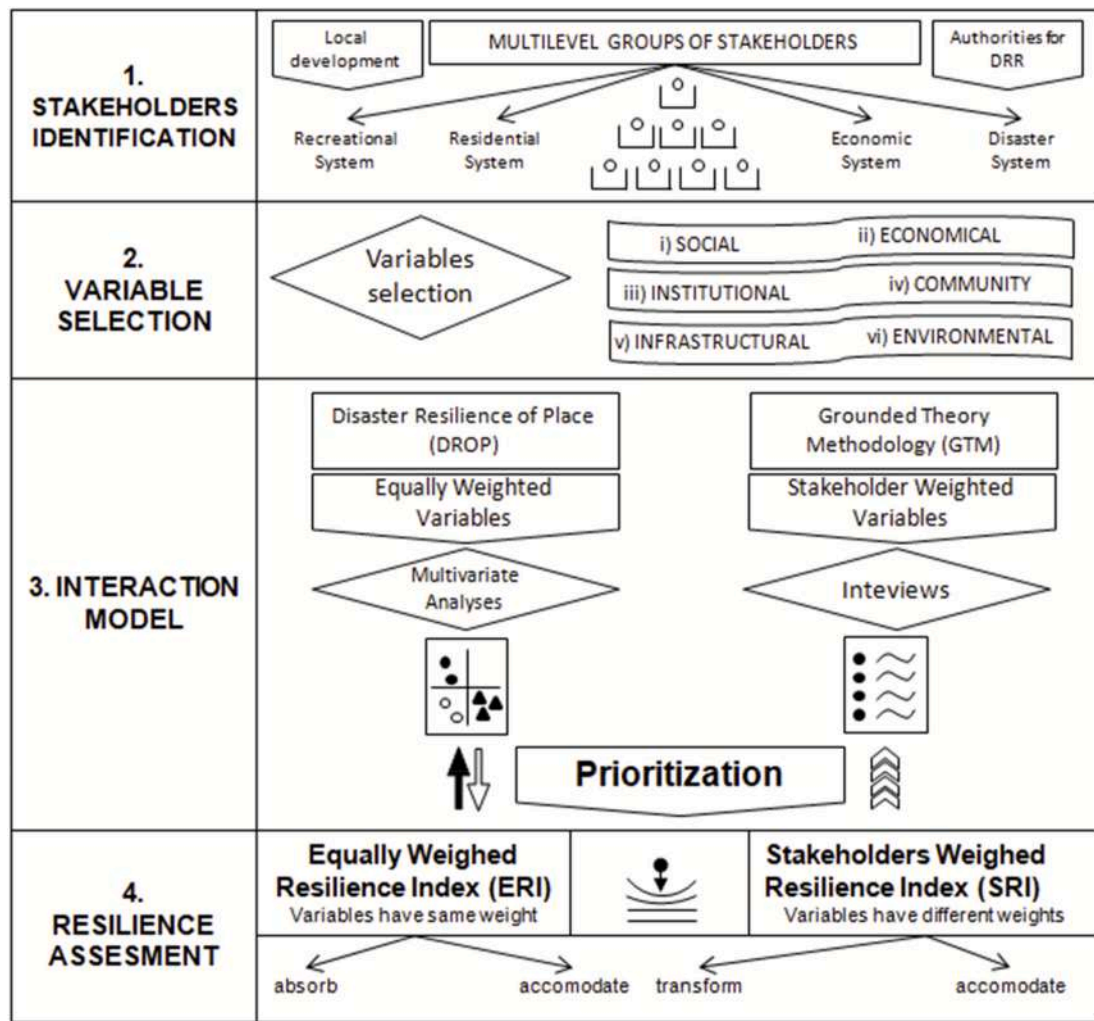 1.
STAKEHOLDERS
IDENTIFICATION
Local
development
MULTILEVEL GROUPS OF STAKEHOLDERS
Authorities for
DRR
Recreational
System
Residential
System
Economic
System
Disaster
System
2.
VARIABLE
SELECTION
Variables
selection
i) SOCIAL
ii) ECONOMICAL
iii) INSTITUTIONAL
iv) COMMUNITY
v) INFRASTRUCTURAL
vi) ENVIRONMENTAL
3. INTERACTION
MODEL
Disaster Resilience of Place
(DROP)
Equally Weighted
Variables
Multivariate
Analyses
Grounded Theory
Methodology (GTM)
Stakeholder Weighted
Variables
Inteviews
Prioritization
4.
RESILIENCE
ASSESMENT
Equally Weighed
Resilience Index (ERI)
Variables have same weight
Stakeholders Weighed
Resilience Index (SRI)
Variables have different weights
absorb
accomodate
transform
accomodate